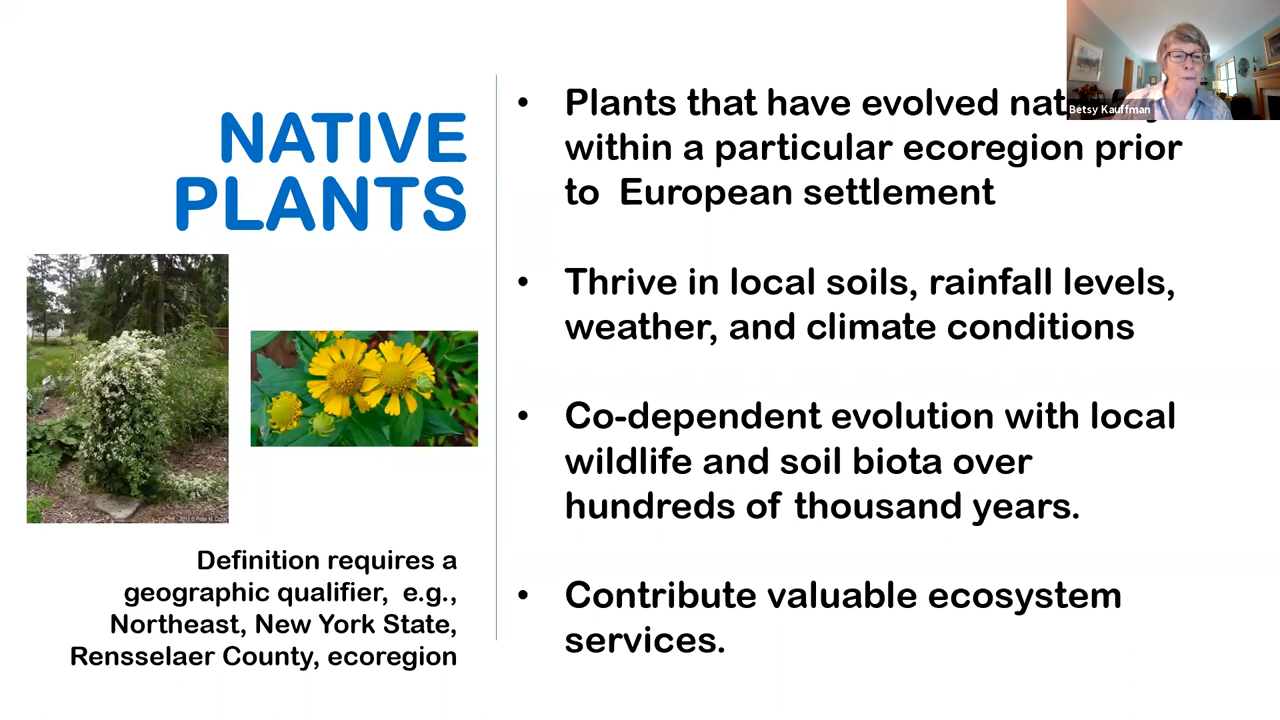 NATIVE
PLANTS
Definition requires a
geographic qualifier, e.g.,
Northeast, New York State,
Rensselaer County, ecoregion
• Plants that have evolved
within a particular ecoregion prior
to European settlement
• Thrive in local soils, rainfall levels,
weather, and climate conditions
• Co-dependent evolution with local
wildlife and soil biota over
hundreds of thousand years.
• Contribute valuable ecosystem
services.
Betsy Kauffman